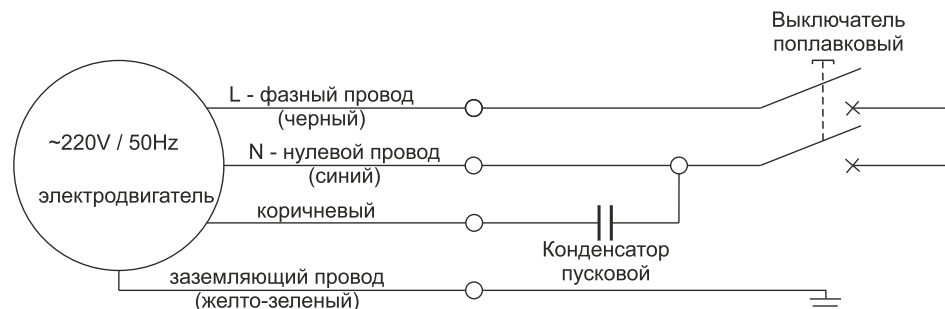 Выключатель
поплавковый
L - фазный провод
(черный)
~220V / 50Hz
N - нулевой провод
(синий)
электродвигатель
коричневый
Конденсатор
пусковой
заземляющий провод
(желто-зеленый)